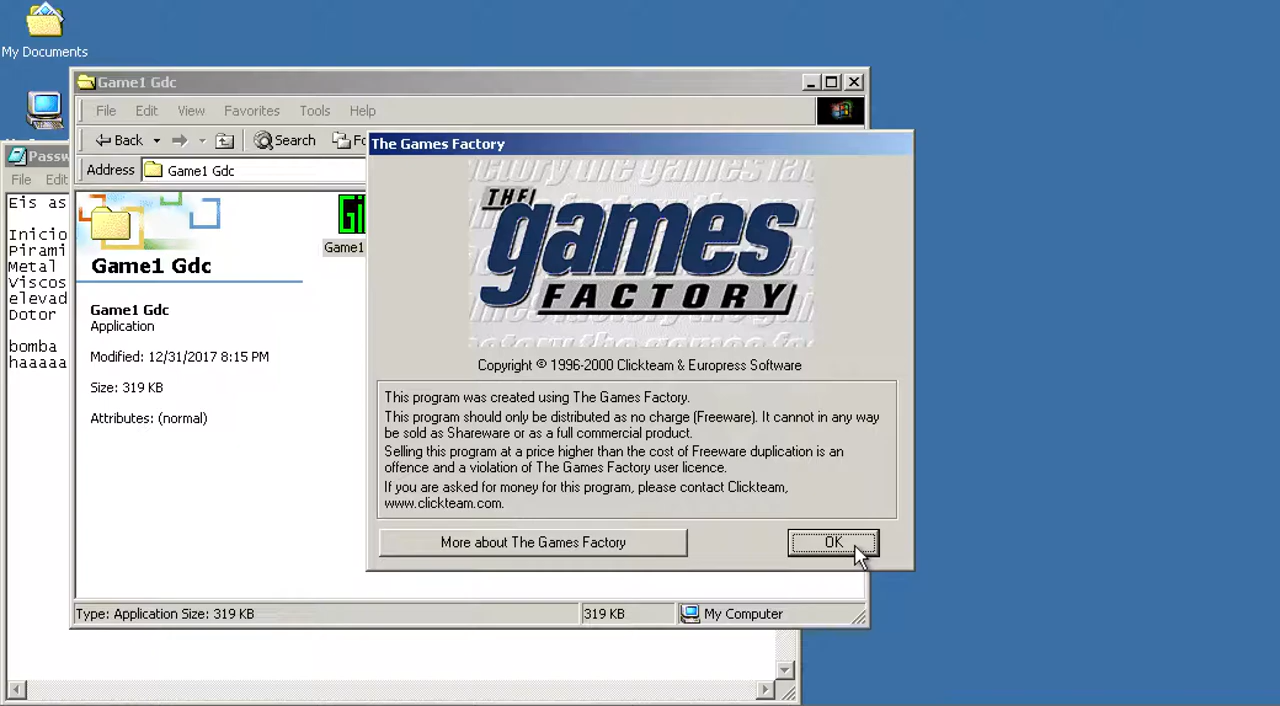 My Documents
Game1 Gdc
File Edit View Favorites Tools Help
Back Search
Address Game1 Gdc
File Edit
Eis as
Inicio
Pirami
Metal
Viscos
elevad
Dotor
bomba
haaaaa
Game1 Gdc
Game1 Gdc
Application
Modified: 12/31/2017 8:15 PM
Size: 319 KB
Attributes: (normal)
Game1
The Games Factory
THE
games
FACTORY
Copyright © 1996-2000 Clickteam & Europress Software
This program was created using The Games Factory.
This program should only be distributed as no charge (Freeware). It cannot in any way
be sold as Shareware or as a full commercial product.
Selling this program at a price higher than the cost of Freeware duplication is an
offence and a violation of The Games Factory user licence.
If you are asked for money for this program, please contact Clickteam,
www.clickteam.com.
More about The Games Factory OK
Type: Application Size: 319 KB 319 KB My Computer